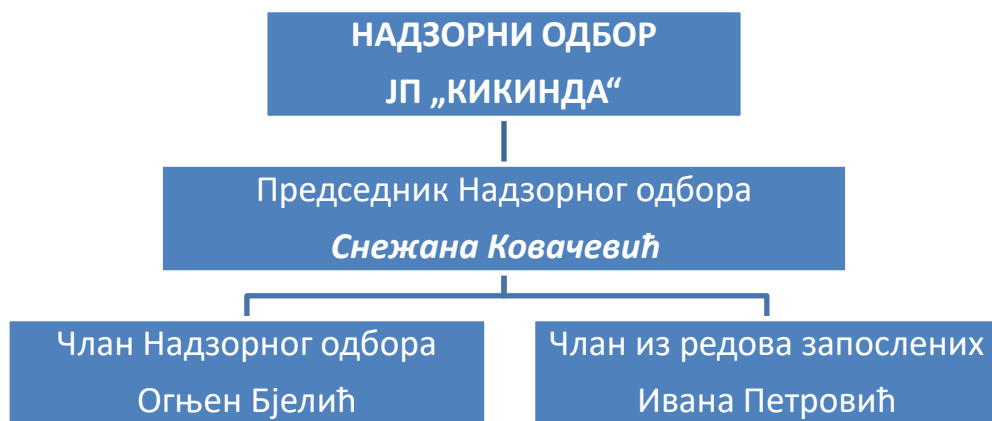 НАДЗОРНИ ОДБОР
ЈП „КИКИНДА“
Председник Надзорног одбора
Снежана Ковачевић
Члан Надзорног одбора
Огњен Бјелић
Члан из редова запослених
Ивана Петровић